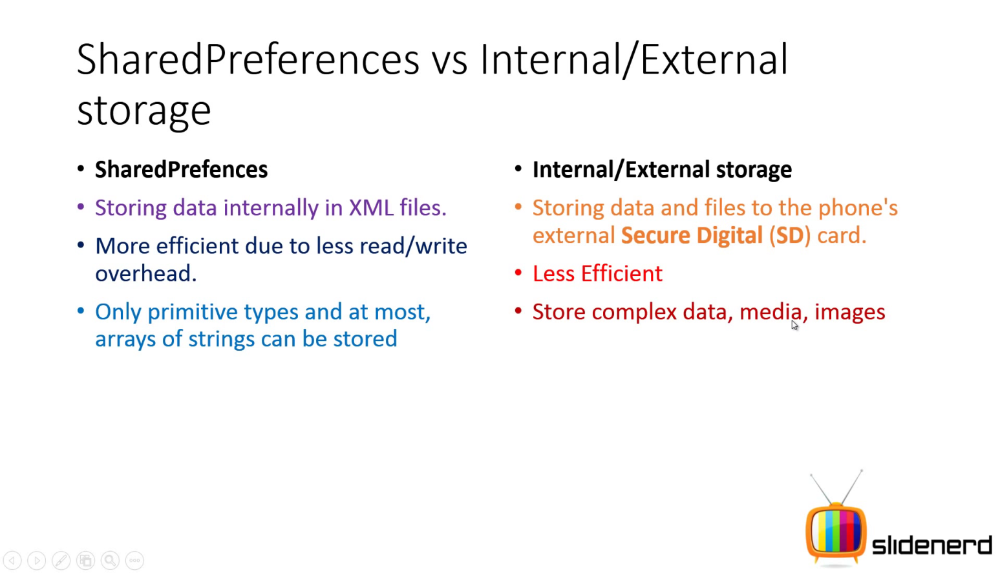 SharedPreferences vs Internal/External
storage
• SharedPrefences
• Storing data internally in XML files.
• More efficient due to less read/write
overhead.
• Only primitive types and at most,
arrays of strings can be stored
• Internal/External storage
• Storing data and files to the phone's
external Secure Digital (SD) card.
• Less Efficient
• Store complex data, media, images
slidenerd